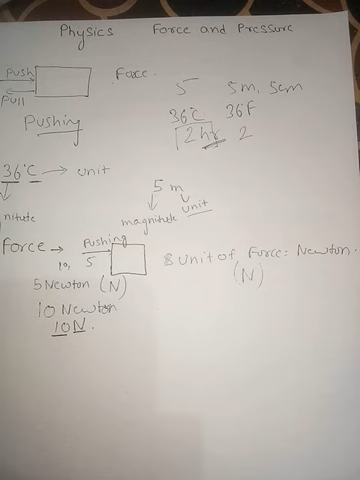 Physics Force and Pressure
Push Force.
Pull
5 5m, 5cm
Pushing
36°C 36F
2 hr 2
36°C → unit
5 m
nitude
magnitude unit
Force → Pushing
10, 5
8 unit of Force: Newton.
5 Newton (N)
(N)
10 Newton
10N.